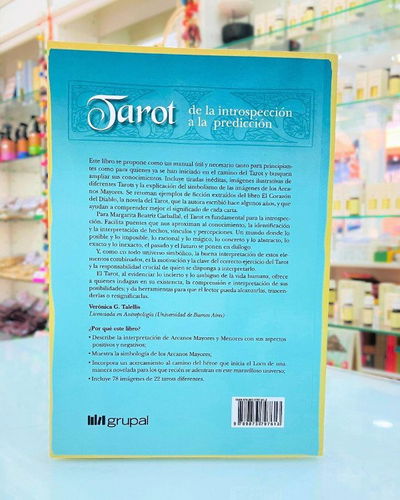 Tarot
de la introspección
a la predicción
Este libro se propone como un manual útil y necesario tanto para principian-
tes como para quienes ya se han iniciado en el camino del Tarot y busquen
ampliar sus conocimientos. Incluye tiradas inéditas, imágenes ilustrativas de
diferentes Tarots y la explicación del simbolismo de las imágenes de los Arca-
nos Mayores. Se retoman ejemplos de ficción extraídos del libro El Corazón
del Diablo, la novela del Tarot, que la autora escribió hace algunos años, y que
ayudan a comprender mejor el significado de cada carta.
Para Margarita Beatriz Carballal, el Tarot es fundamental para la introspec-
ción. Facilita puentes que nos aproximan al conocimiento, la identificación
y la interpretación de hechos, vínculos y percepciones. Un mundo donde lo
posible y lo imposible, lo racional y lo mágico, lo concreto y lo abstracto, lo
exacto y lo inexacto, el pasado y el futuro se ponen en diálogo.
Y, como en todo universo simbólico, la buena interpretación de estos ele-
mentos combinados, es la motivación y la clave del correcto ejercicio del Tarot
y la responsabilidad crucial de quien se disponga a interpretarlo.
El Tarot, al evidenciar lo incierto y lo ambiguo de la vida humana, ofrece
a quienes indagan en su existencia, la comprensión e interpretación de sus
posibilidades; y da herramientas para que el lector pueda alcanzarlas, trascen-
derlas o resignificarlas.
Verónica G. Talellis
Licenciada en Antropología (Universidad de Buenos Aires)
¿Por qué este libro?
• Describe la interpretación de Arcanos Mayores y Menores con sus aspectos
positivos y negativos;
• Muestra la simbología de los Arcanos Mayores;
• Incorpora un acercamiento al camino del héroe que inicia el Loco de una
manera novelada para los que recién se adentran en este maravilloso universo;
• Incluye 78 imágenes de 22 tarots diferentes.
grupal